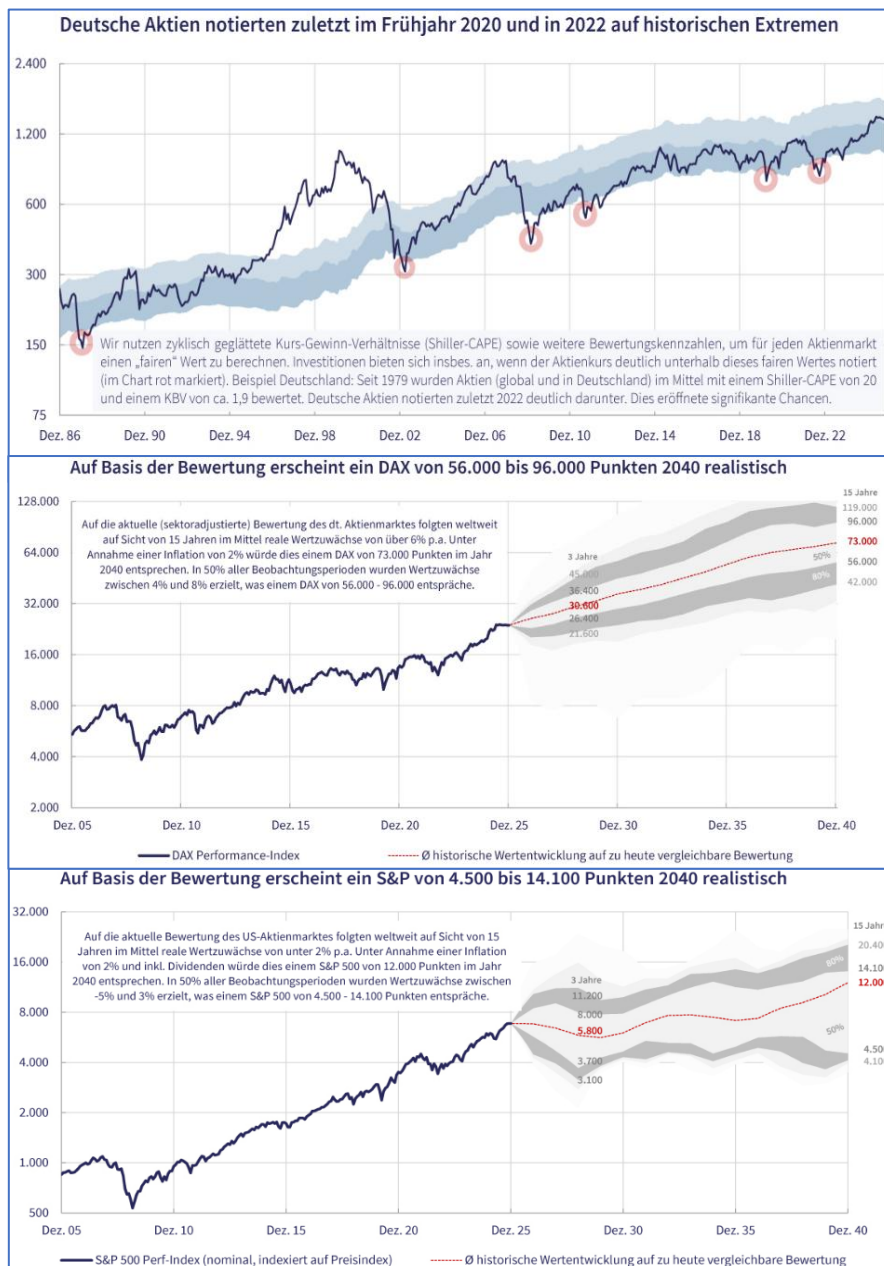 Deutsche Aktien notierten zuletzt im Frühjahr 2020 und in 2022 auf historischen Extremen
2.400
1.200
600
300
150
75
Wir nutzen zyklisch geglättete Kurs-Gewinn-Verhältnisse (Shiller-CAPE) sowie weitere Bewertungskennzahlen, um für jeden Aktienmarkt
einen „fairen“ Wert zu berechnen. Investitionen bieten sich insbes. an, wenn der Aktienkurs deutlich unterhalb dieses fairen Wertes notiert
(im Chart rot markiert). Beispiel Deutschland: Seit 1979 wurden Aktien (global und in Deutschland) im Mittel mit einem Shiller-CAPE von 20
und einem KBV von ca. 1,9 bewertet. Deutsche Aktien notierten zuletzt 2022 deutlich darunter. Dies eröffnete signifikante Chancen.
Dez. 86 Dez. 90 Dez. 94 Dez. 98 Dez. 02 Dez. 06 Dez. 10 Dez. 14 Dez. 18 Dez. 22
Auf Basis der Bewertung erscheint ein DAX von 56.000 bis 96.000 Punkten 2040 realistisch
128.000
64.000
32.000
16.000
8.000
4.000
2.000
Auf die aktuelle (sektoradjustierte) Bewertung des dt. Aktienmarktes folgten weltweit
auf Sicht von 15 Jahren im Mittel reale Wertzuwächse von über 6% p.a. Unter
Annahme einer Inflation von 2% würde dies einem DAX von 73.000 Punkten im Jahr
2040 entsprechen. In 50% aller Beobachtungsperioden wurden Wertzuwächse
zwischen 4% und 8% erzielt, was einem DAX von 56.000 - 96.000 entspräche.
3 Jahre
45.000
36.400
30.600
26.400
21.600
15 Jahre
119.000
96.000
73.000
50%
56.000
80%
42.000
Dez. 05 Dez. 10 Dez. 15 Dez. 20 Dez. 25 Dez. 30 Dez. 35 Dez. 40
DAX Performance-Index
Ø historische Wertentwicklung auf zu heute vergleichbare Bewertung
Auf Basis der Bewertung erscheint ein S&P von 4.500 bis 14.100 Punkten 2040 realistisch
32.000
16.000
8.000
4.000
2.000
1.000
500
Auf die aktuelle Bewertung des US-Aktienmarktes folgten weltweit auf Sicht von 15
Jahren im Mittel reale Wertzuwächse von unter 2% p.a. Unter Annahme einer Inflation
von 2% und inkl. Dividenden würde dies einem S&P 500 von 12.000 Punkten im Jahr
2040 entsprechen. In 50% aller Beobachtungsperioden wurden Wertzuwächse zwischen
-5% und 3% erzielt, was einem S&P 500 von 4.500 - 14.100 Punkten entspräche.
3 Jahre
11.200
8.000
5.800
3.700
3.100
15 Jahr
20.40
80%
14.10
12.000
50%
4.500
4.100
Dez. 05 Dez. 10 Dez. 15 Dez. 20 Dez. 25 Dez. 30 Dez. 35 Dez. 40
S&P 500 Perf-Index (nominal, indexiert auf Preisindex)
Ø historische Wertentwicklung auf zu heute vergleichbare Bewertung